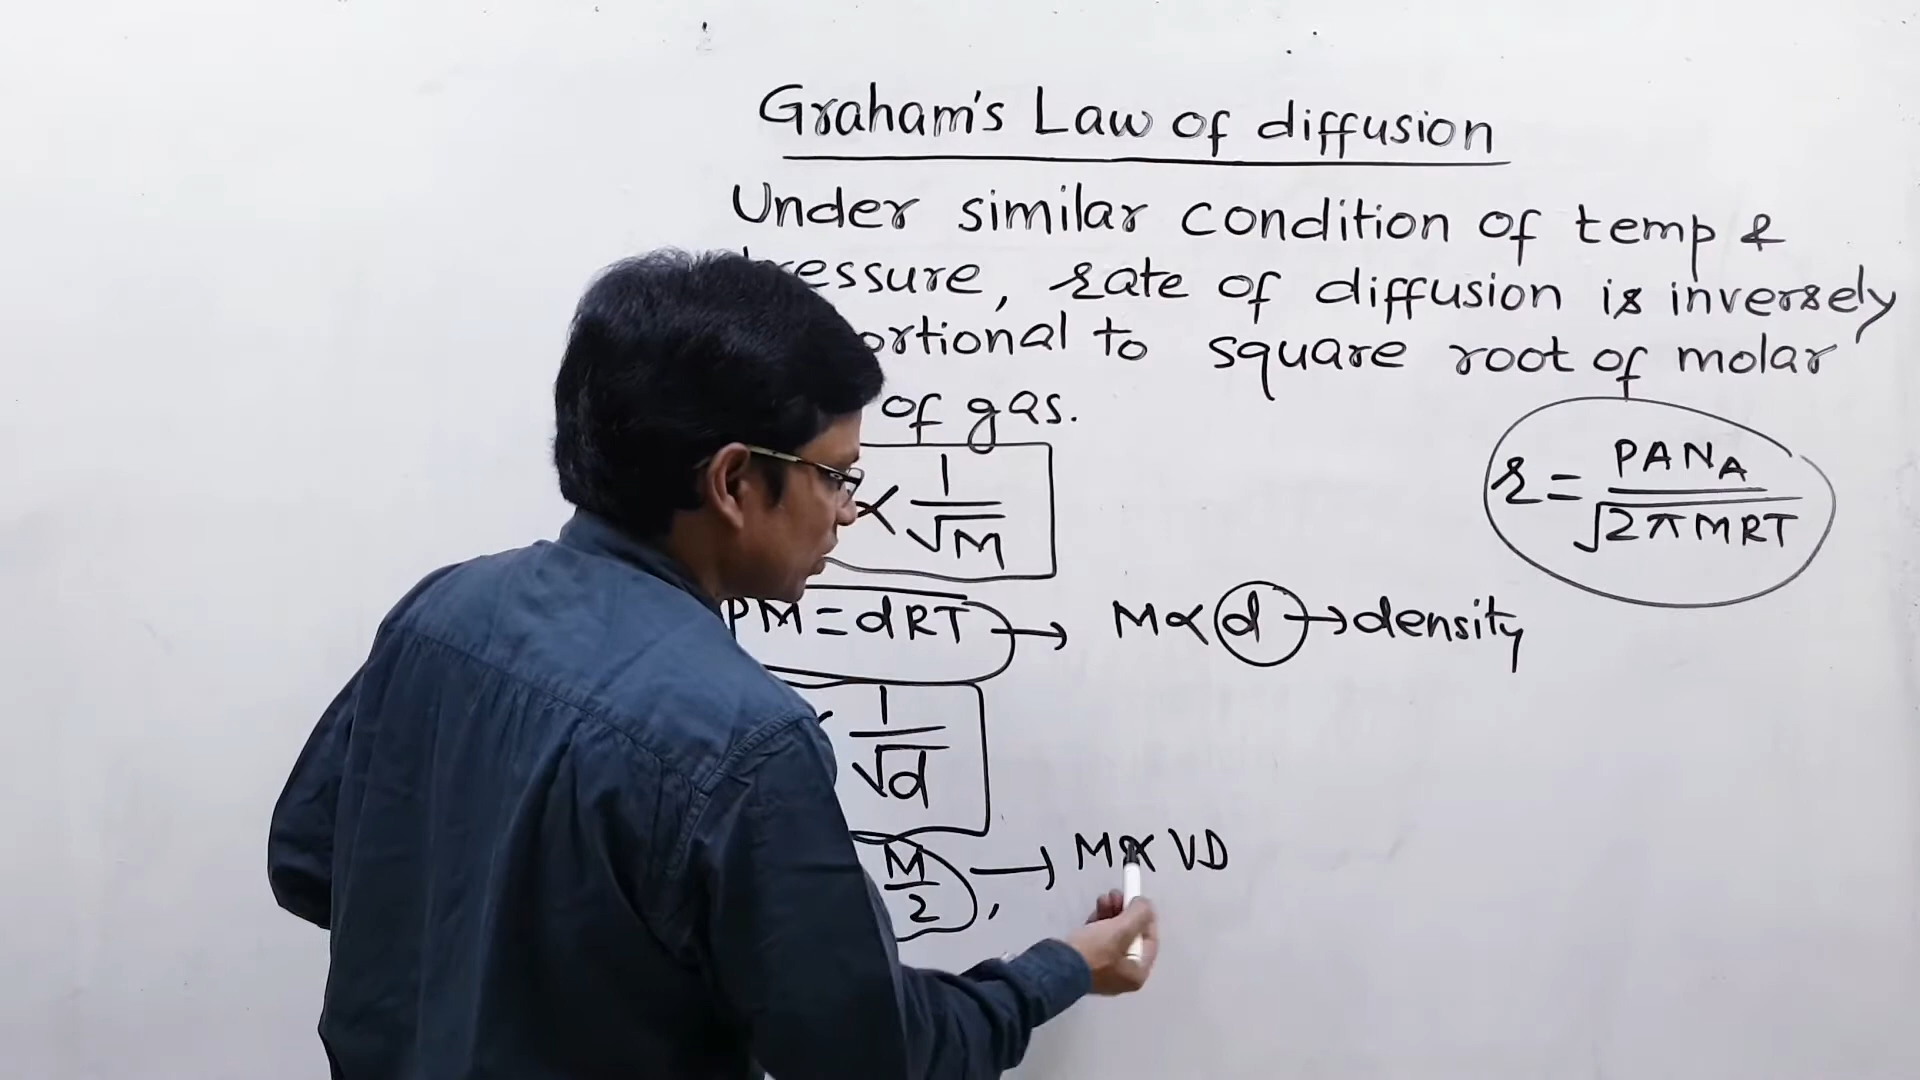 Graham's Law of diffusion
Under similar condition of temp &
ressure, rate of diffusion is inversely
ortional to square root of molar
of gas.
∝ 1/√M
r = PAN_A/√2πMRT
PM = dRT → M ∝ d → density
1/√d
M/2, → M ∝ VD